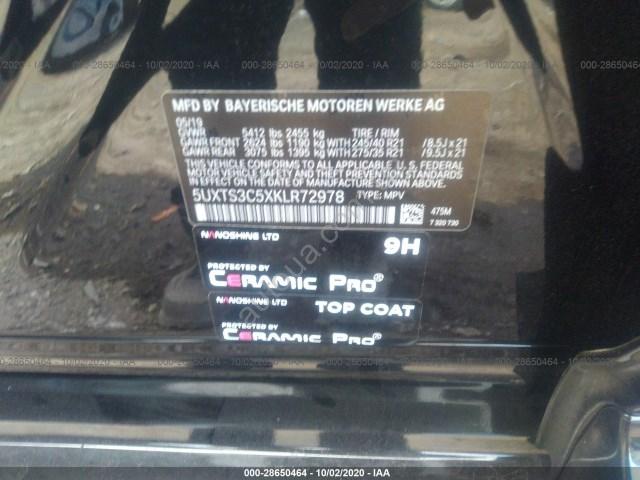 000-28650464 - 10/02/2020 - IAA
MFD BY BAYERISCHE MOTOREN WERKE AG
05/19
GVWR 5412 lbs 2455 kg TIRE / RIM
GAWR FRONT 2624 lbs 1190 kg WITH 245/40 R21 /8.5J x 21
GAWR REAR 3075 lbs 1395 kg WITH 275/35 R21 /9.5J x 21
THIS VEHICLE CONFORMS TO ALL APPLICABLE U. S. FEDERAL
MOTOR VEHICLE SAFETY, BUMPER AND THEFT PREVENTION
STANDARDS IN EFFECT ON THE DATE OF MANUFACTURE SHOWN ABOVE.
5UXTS3C5XKLR72978 TYPE: MPV
475M
7 320 730
NANOSHINE LTD 9H
PROTECTED BY
CERAMIC PRO®
NANOSHINE LTD TOP COAT
PROTECTED BY
CERAMIC PRO®
000-28650464 - 10/02/2020 - IAA